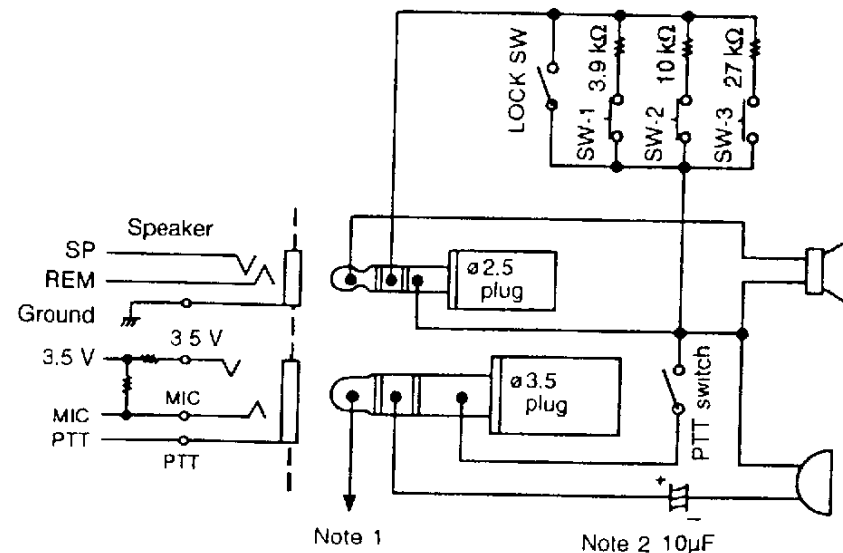 LOCK SW
3.9 kΩ
10 kΩ
27 kΩ
SW-1
SW-2
SW-3
Speaker
SP
REM
Ground
ø 2.5
plug
3.5 V
3 5 V
ø 3.5
plug
PTT switch
MIC
MIC
PTT
PTT
+
−
Note 1
Note 2 10μF